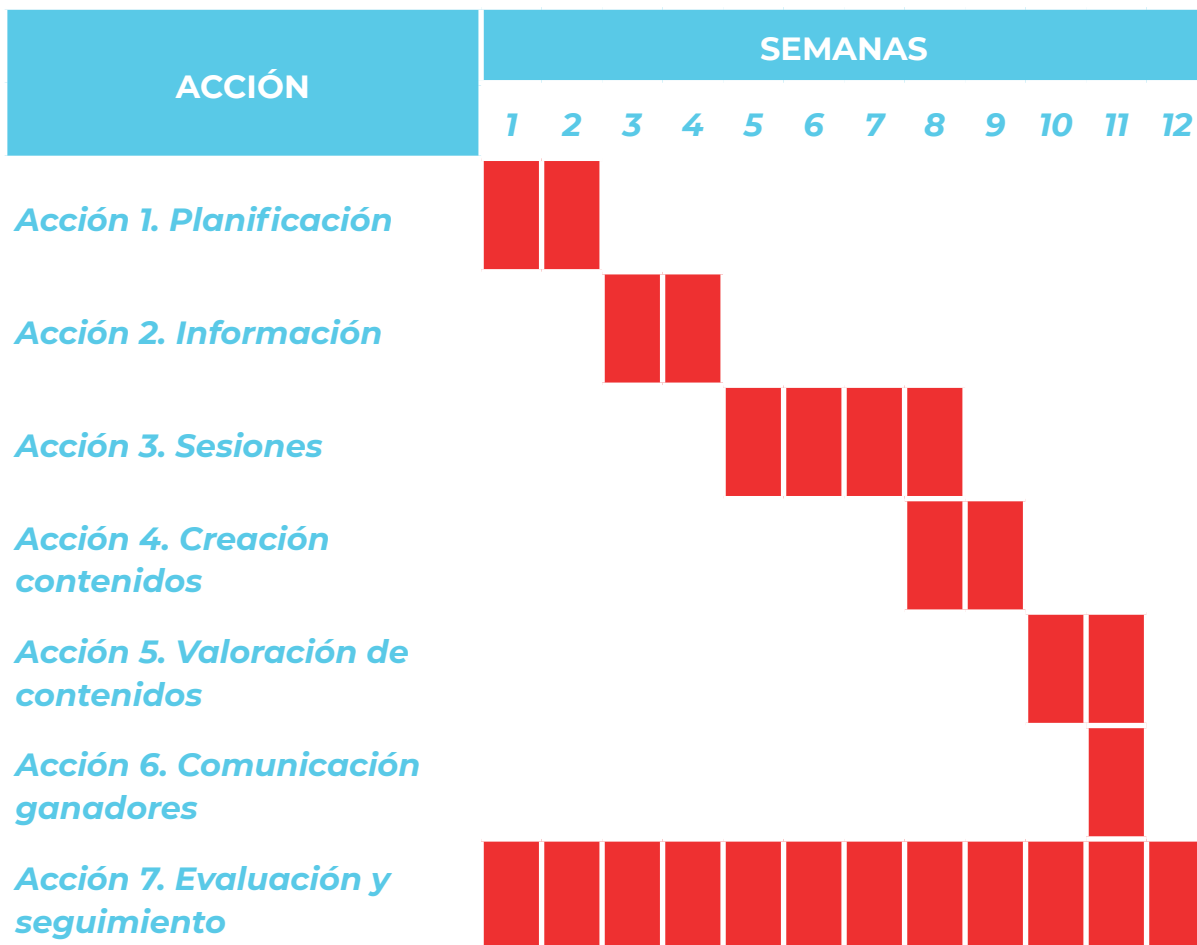 ACCIÓN
SEMANAS
1 2 3 4 5 6 7 8 9 10 11 12
Acción 1. Planificación
Acción 2. Información
Acción 3. Sesiones
Acción 4. Creación
contenidos
Acción 5. Valoración de
contenidos
Acción 6. Comunicación
ganadores
Acción 7. Evaluación y
seguimiento